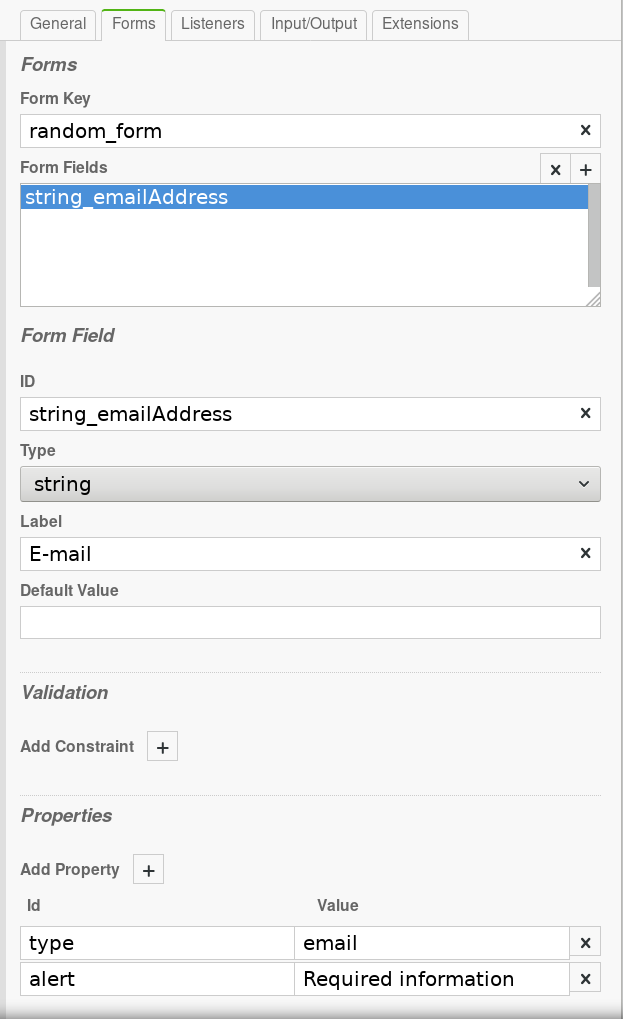 General Forms Listeners Input/Output Extensions
Forms
Form Key
random_form
Form Fields
string_emailAddress
Form Field
ID
string_emailAddress
Type
string
Label
E-mail
Default Value
Validation
Add Constraint +
Properties
Add Property +
Id Value
type email
alert Required information